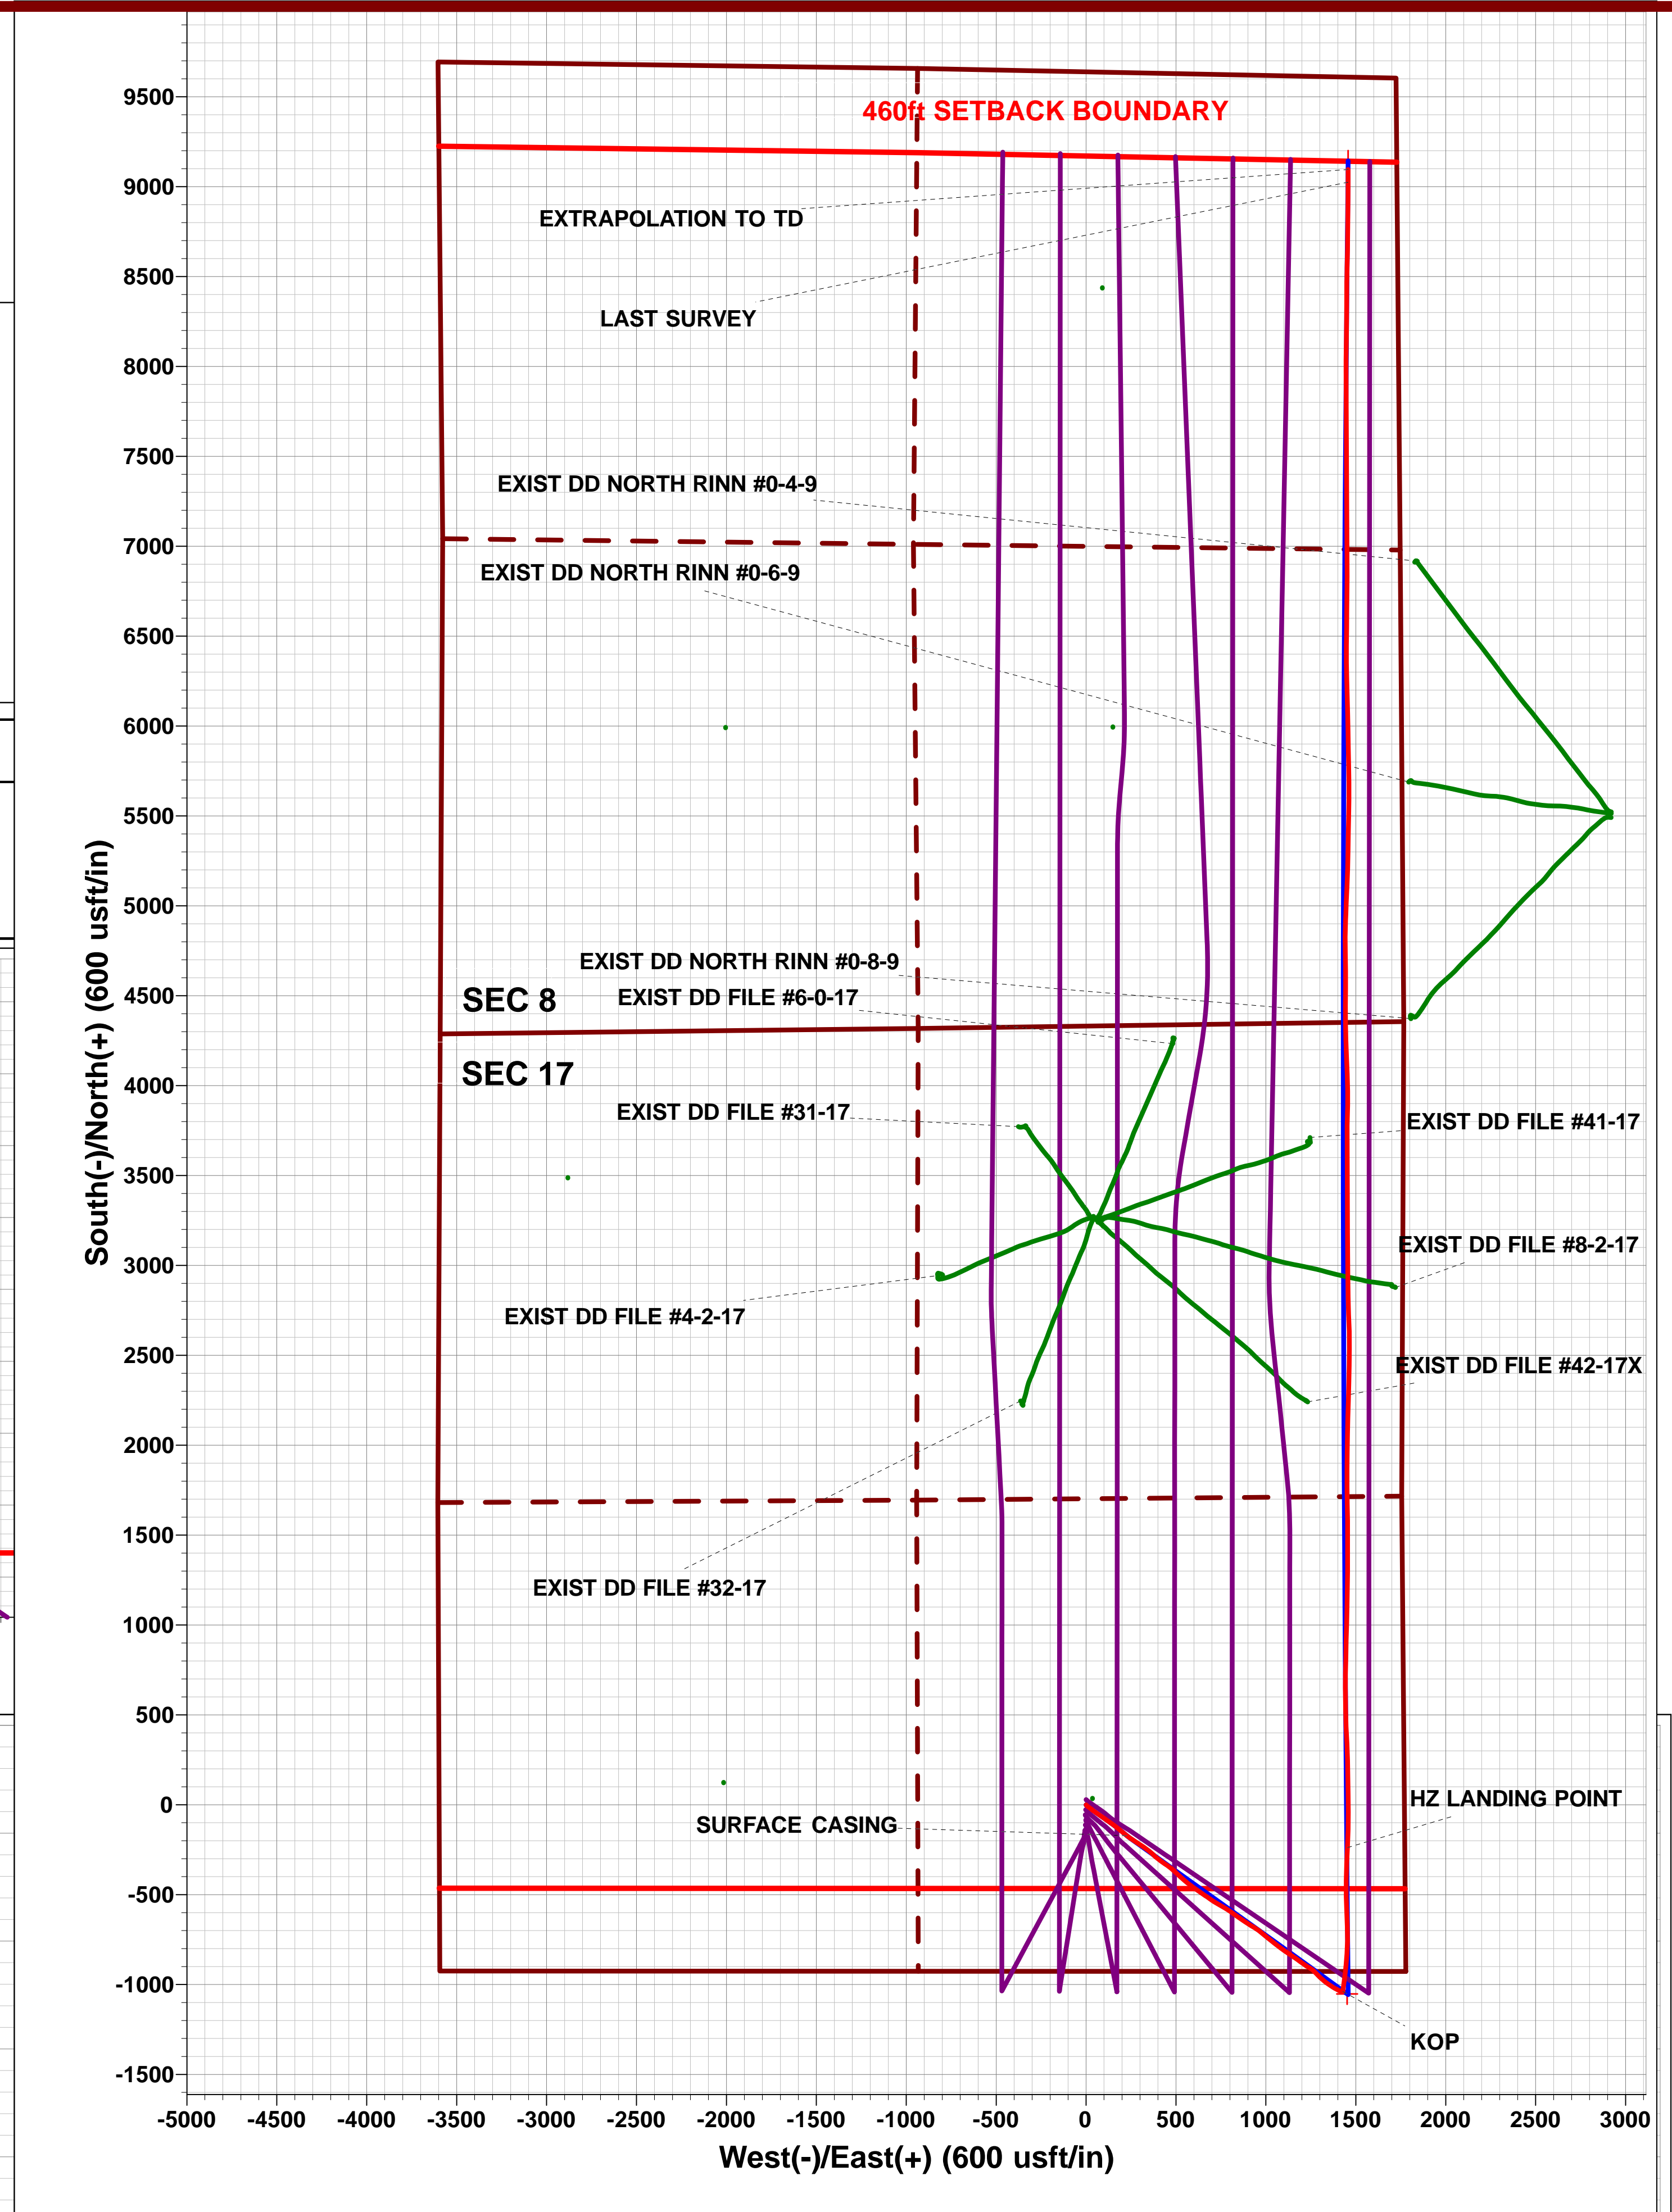 9500
460ft SETBACK BOUNDARY
9000
EXTRAPOLATION TO TD
8500
LAST SURVEY
8000
7500
EXIST DD NORTH RINN #0-4-9
7000
EXIST DD NORTH RINN #0-6-9
6500
6000
5500
5000
EXIST DD NORTH RINN #0-8-9
4500
SEC 8
EXIST DD FILE #6-0-17
SEC 17
4000
EXIST DD FILE #31-17
EXIST DD FILE #41-17
3500
3000
EXIST DD FILE #8-2-17
EXIST DD FILE #4-2-17
2500
EXIST DD FILE #42-17X
2000
1500
EXIST DD FILE #32-17
1000
500
0
HZ LANDING POINT
SURFACE CASING
-500
-1000
KOP
-1500
South(-)/North(+) (600 usft/in)
-5000 -4500 -4000 -3500 -3000 -2500 -2000 -1500 -1000 -500 0 500 1000 1500 2000 2500 3000
West(-)/East(+) (600 usft/in)